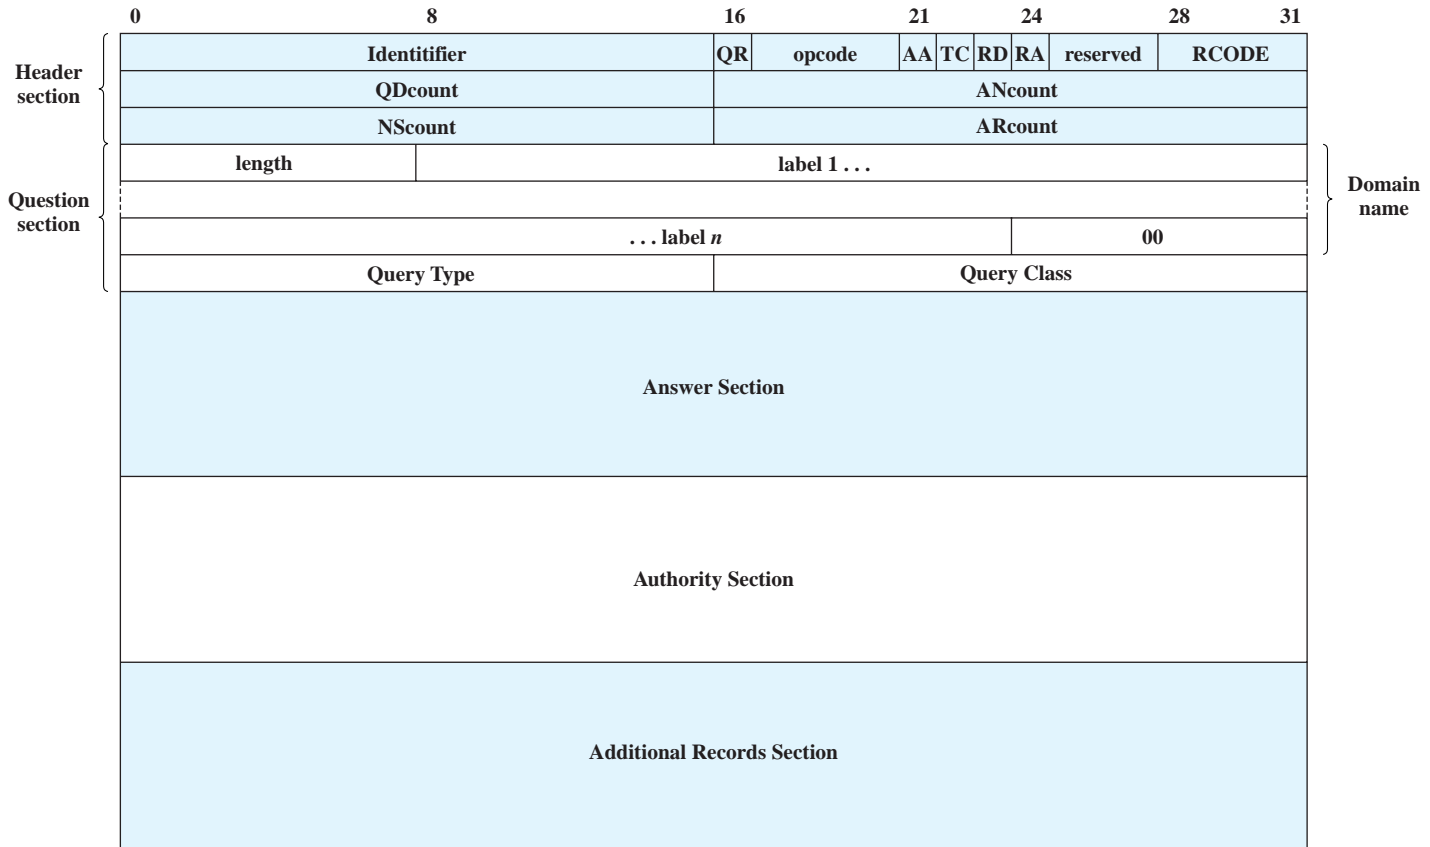 0 8 16 21 24 28 31
Header
section
Identitifier QR opcode AA TC RD RA reserved RCODE
QDcount ANcount
NScount ARcount
Question
section
length label 1 . . .
. . . label n 00
Domain
name
Query Type Query Class
Answer Section
Authority Section
Additional Records Section